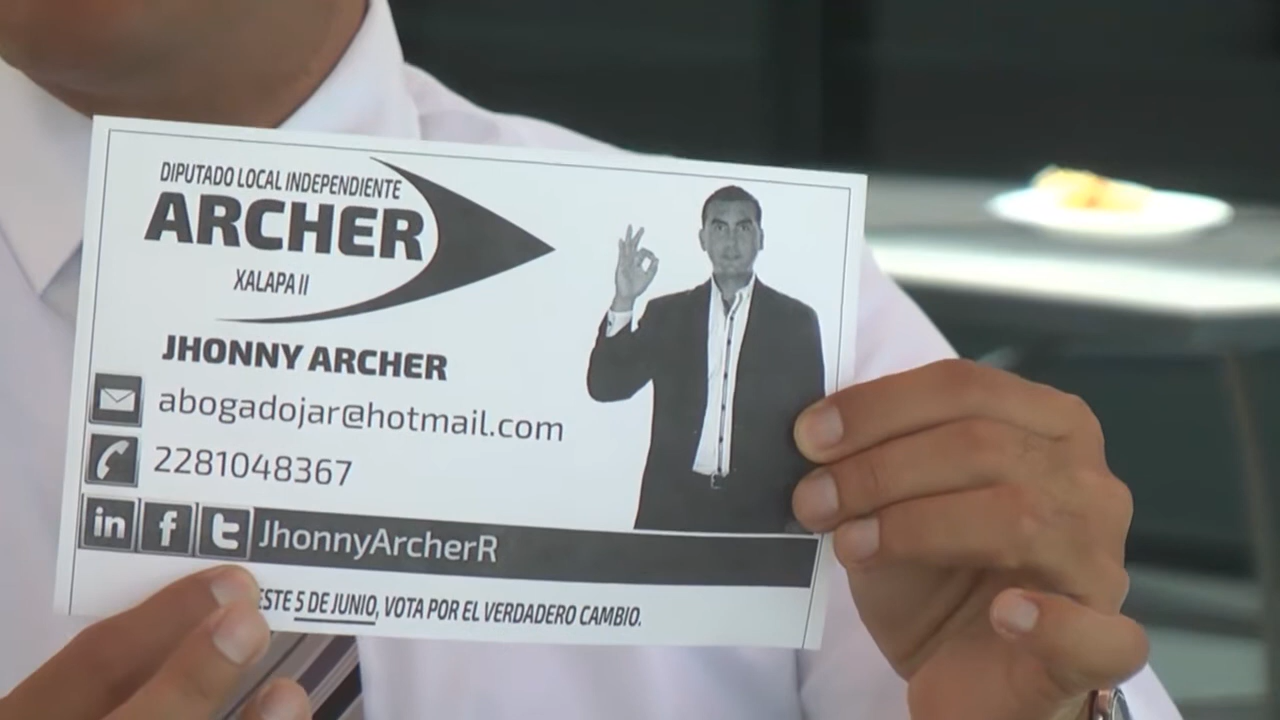 DIPUTADO LOCAL INDEPENDIENTE
ARCHER
XALAPA II
JHONNY ARCHER
abogadojar@hotmail.com
2281048367
in f t JhonnyArcherR
ESTE 5 DE JUNIO, VOTA POR EL VERDADERO CAMBIO.